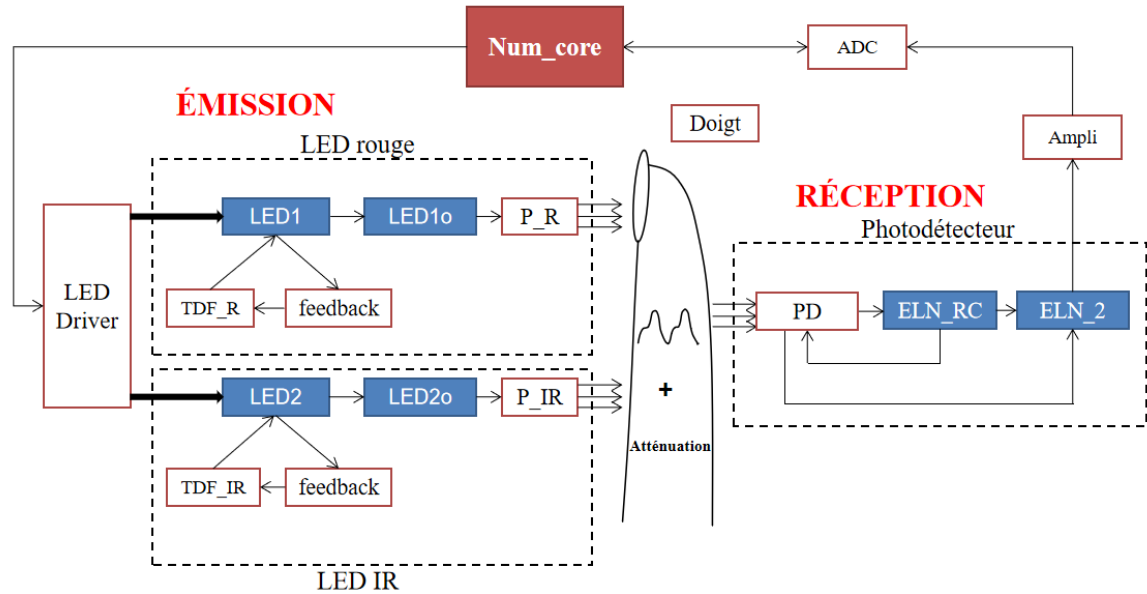 Num_core
ADC
ÉMISSION
Doigt
Ampli
LED rouge
RÉCEPTION
Photodétecteur
LED1
LED1o
P_R
LED
Driver
TDF_R
feedback
PD
ELN_RC
ELN_2
LED2
LED2o
P_IR
+
Atténuation
TDF_IR
feedback
LED IR